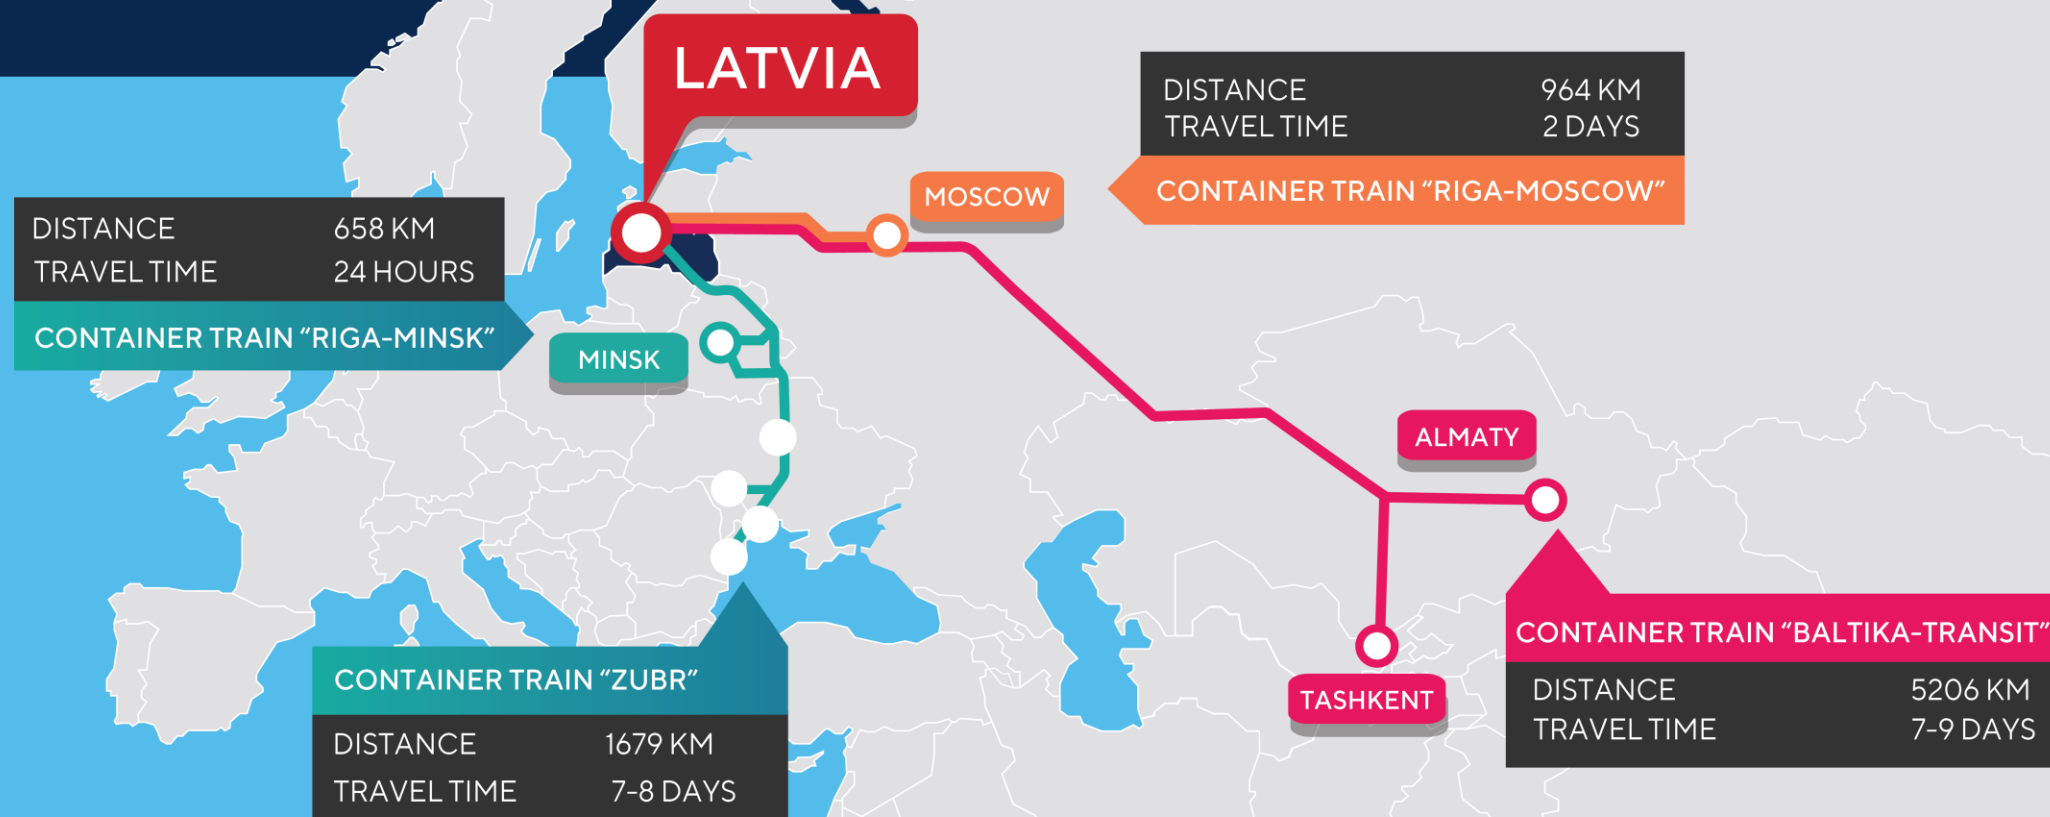 LATVIA
DISTANCE 964 KM
TRAVEL TIME 2 DAYS
CONTAINER TRAIN “RIGA-MOSCOW”
MOSCOW
DISTANCE 658 KM
TRAVEL TIME 24 HOURS
CONTAINER TRAIN “RIGA-MINSK”
MINSK
ALMATY
TASHKENT
CONTAINER TRAIN “BALTIKA-TRANSIT”
DISTANCE 5206 KM
TRAVEL TIME 7-9 DAYS
CONTAINER TRAIN “ZUBR”
DISTANCE 1679 KM
TRAVEL TIME 7-8 DAYS